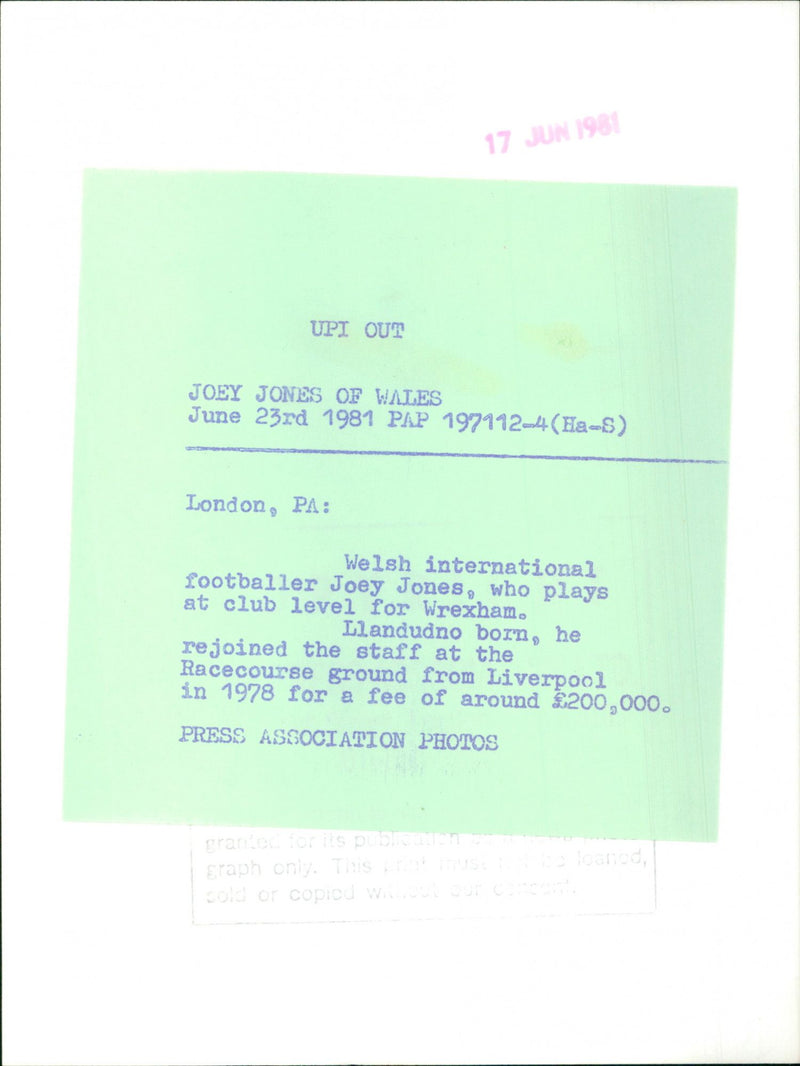 17 JUN 1981
UPI OUT
JOEY JONES OF WALES
June 23rd 1981 PAP 197112-4(Ha-S)
London, PA:
Welsh international
footballer Joey Jones, who plays
at club level for Wrexham.
Llandudno born, he
rejoined the staff at the
Racecourse ground from Liverpool
in 1978 for a fee of around £200,000.
PRESS ASSOCIATION PHOTOS
granted for its publication
graph only. This print must not be loaned,
sold or copied without our consent.